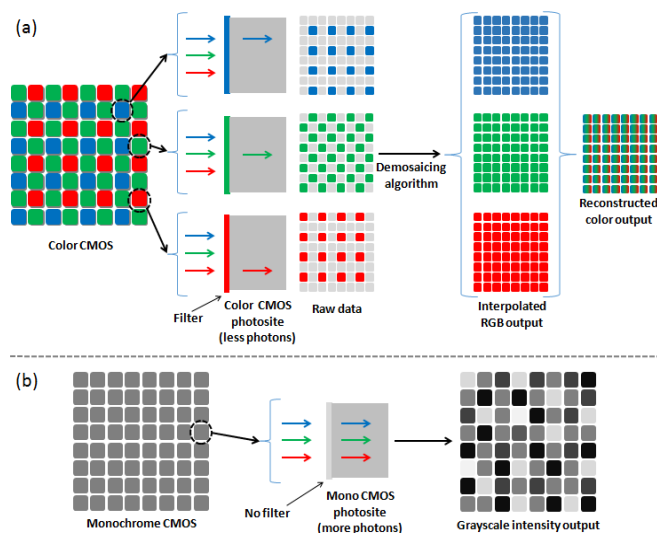 (a)
Color CMOS
Filter
Color CMOS
photosite
(less photons)
Raw data
Demosaicing
algorithm
Interpolated
RGB output
Reconstructed
color output
(b)
Monochrome CMOS
No filter
Mono CMOS
photosite
(more photons)
Grayscale intensity output